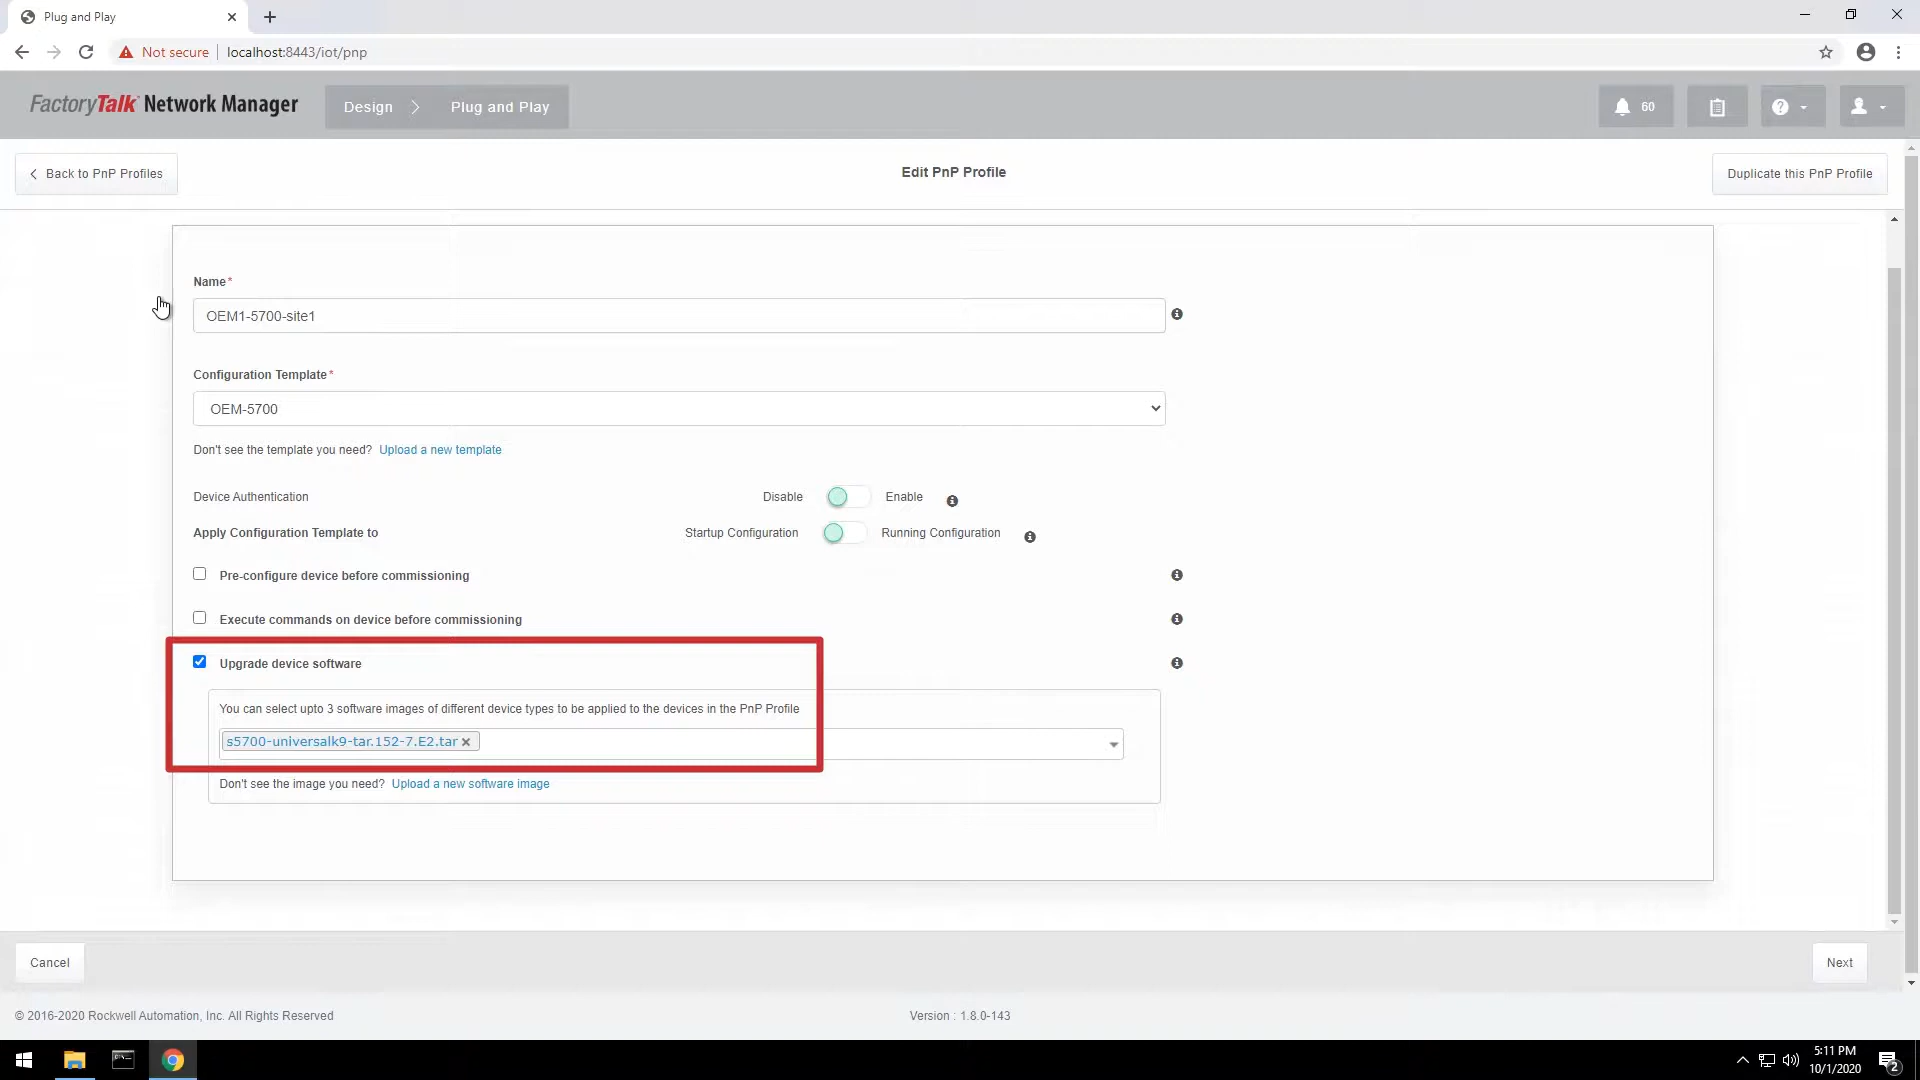 Plug and Play
Not secure
localhost:8443/iot/pnp
FactoryTalk Network Manager
Design
Plug and Play
60
Back to PnP Profiles
Edit PnP Profile
Duplicate this PnP Profile
Name*
OEM1-5700-site1
Configuration Template*
OEM-5700
Don't see the template you need? Upload a new template
Device Authentication
Disable
Enable
Apply Configuration Template to
Startup Configuration
Running Configuration
Pre-configure device before commissioning
Execute commands on device before commissioning
Upgrade device software
You can select upto 3 software images of different device types to be applied to the devices in the PnP Profile
s5700-universalk9-tar.152-7.E2.tar
Don't see the image you need? Upload a new software image
Cancel
Next
© 2016-2020 Rockwell Automation, Inc. All Rights Reserved
Version : 1.8.0-143
5:11 PM
10/1/2020
2